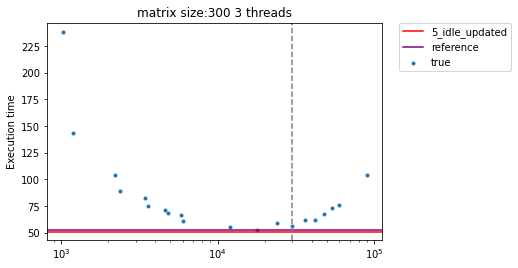 matrix size:300 3 threads
5_idle_updated
reference
true
Execution time
225
200
175
150
125
100
75
50
10³
10⁴
10⁵